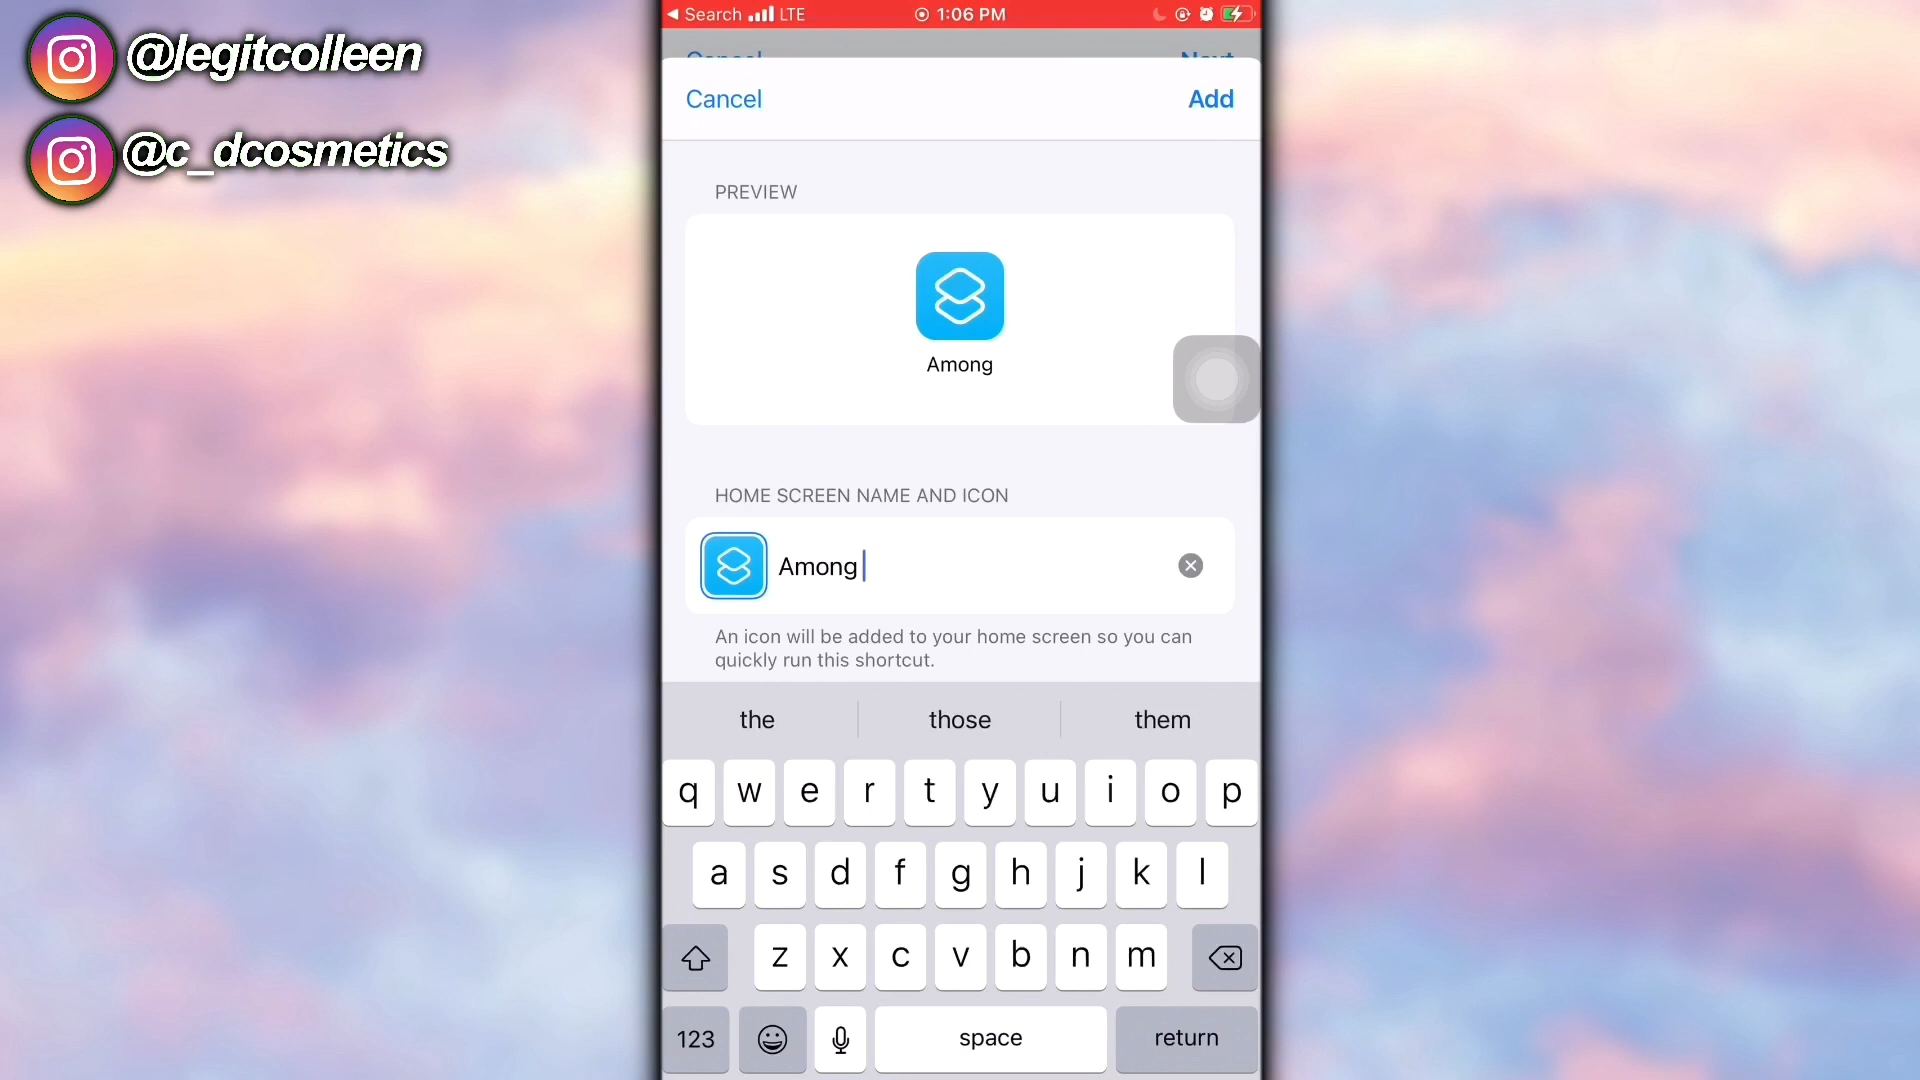 @legitcolleen
@c_dcosmetics
Search LTE 1:06 PM
Cancel Next
Cancel Add
PREVIEW
Among
HOME SCREEN NAME AND ICON
Among
An icon will be added to your home screen so you can
quickly run this shortcut.
the those them
q w e r t y u i o p
a s d f g h j k l
z x c v b n m
123 space return